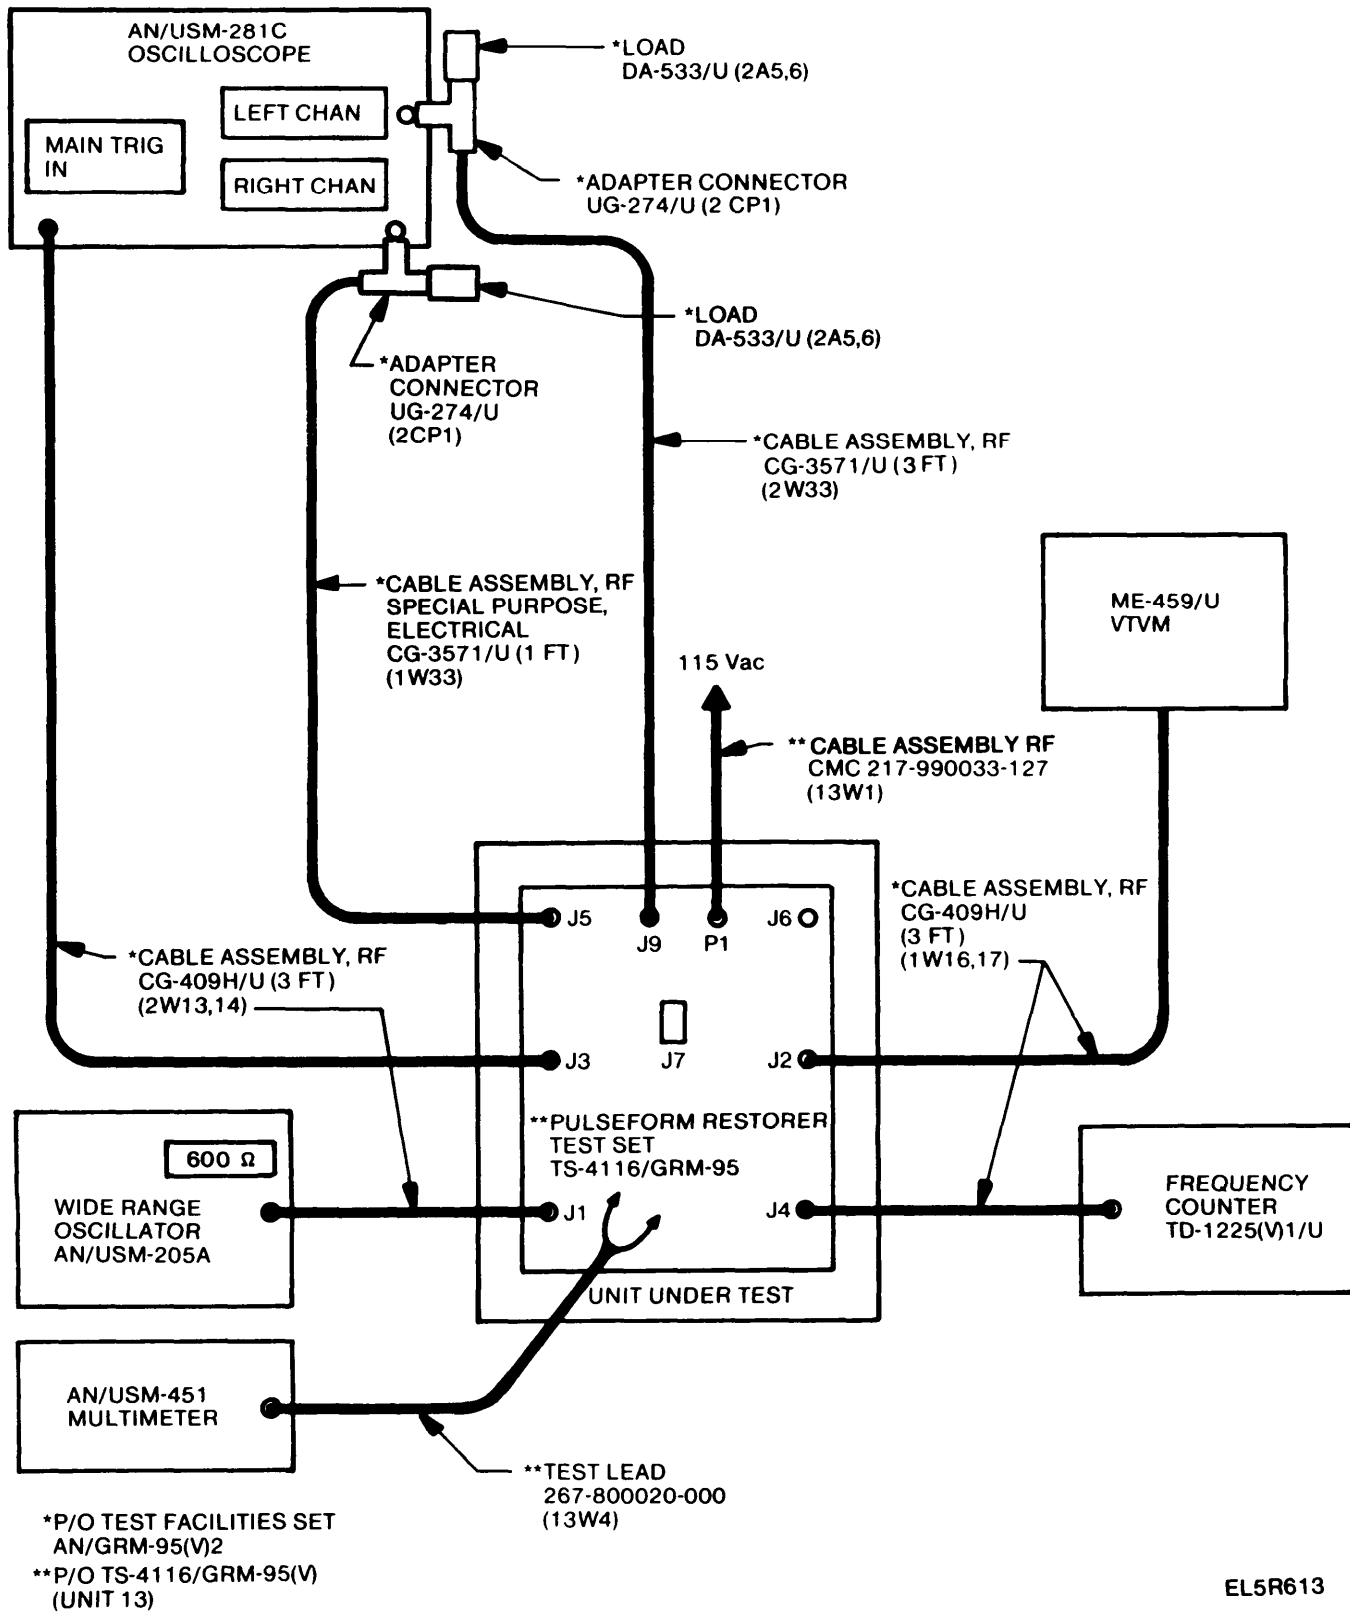 AN/USM-281C
OSCILLOSCOPE
LEFT CHAN
MAIN TRIG
IN
RIGHT CHAN
*LOAD
DA-533/U (2A5,6)
*ADAPTER CONNECTOR
UG-274/U (2 CP1)
*LOAD
DA-533/U (2A5,6)
*ADAPTER
CONNECTOR
UG-274/U
(2CP1)
*CABLE ASSEMBLY, RF
CG-3571/U (3 FT)
(2W33)
*CABLE ASSEMBLY, RF
SPECIAL PURPOSE,
ELECTRICAL
CG-3571/U (1 FT)
(1W33)
ME-459/U
VTVM
115 Vac
**CABLE ASSEMBLY RF
CMC 217-990033-127
(13W1)
*CABLE ASSEMBLY, RF
CG-409H/U
(3 FT)
(1W16,17)
*CABLE ASSEMBLY, RF
CG-409H/U (3 FT)
(2W13,14)
J5
J9
P1
J6
J3
J7
J2
**PULSEFORM RESTORER
TEST SET
TS-4116/GRM-95
J1
J4
UNIT UNDER TEST
600 Ω
WIDE RANGE
OSCILLATOR
AN/USM-205A
FREQUENCY
COUNTER
TD-1225(V)1/U
AN/USM-451
MULTIMETER
**TEST LEAD
267-800020-000
(13W4)
*P/O TEST FACILITIES SET
AN/GRM-95(V)2
**P/O TS-4116/GRM-95(V)
(UNIT 13)
EL5R613